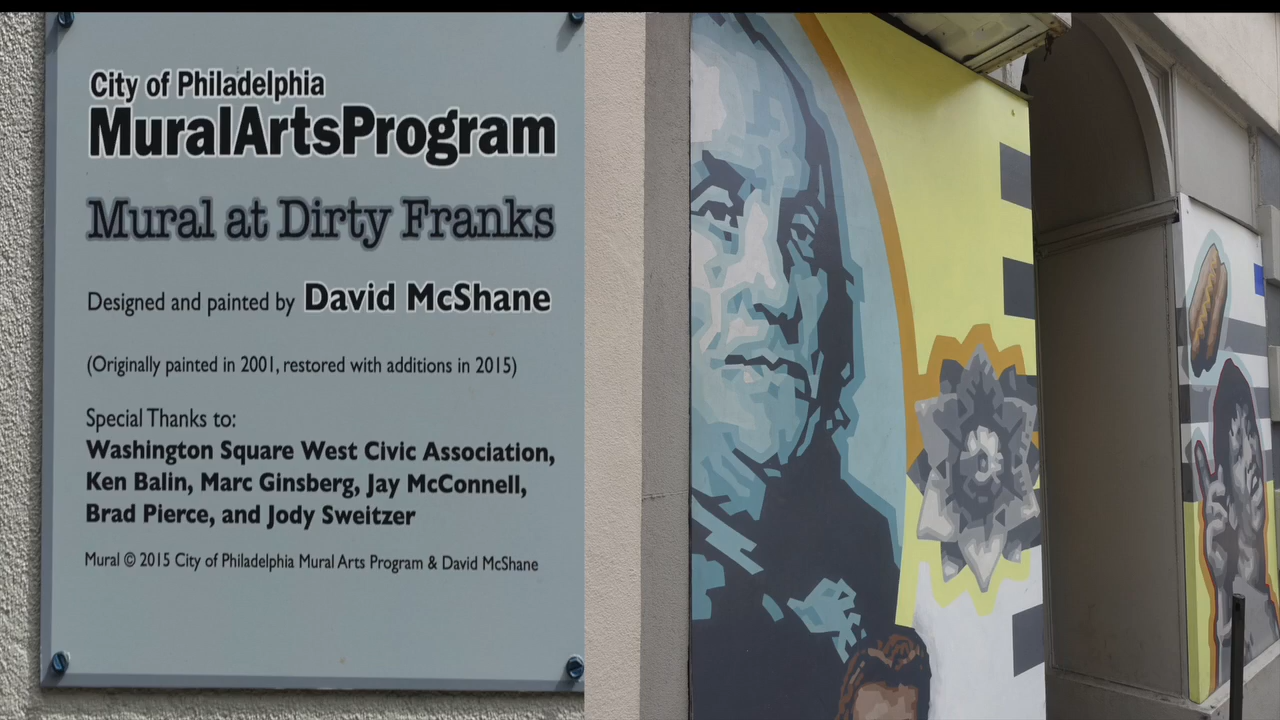 City of Philadelphia
MuralArtsProgram
Mural at Dirty Franks
Designed and painted by David McShane
(Originally painted in 2001, restored with additions in 2015)
Special Thanks to:
Washington Square West Civic Association,
Ken Balin, Marc Ginsberg, Jay McConnell,
Brad Pierce, and Jody Sweitzer
Mural © 2015 City of Philadelphia Mural Arts Program & David McShane